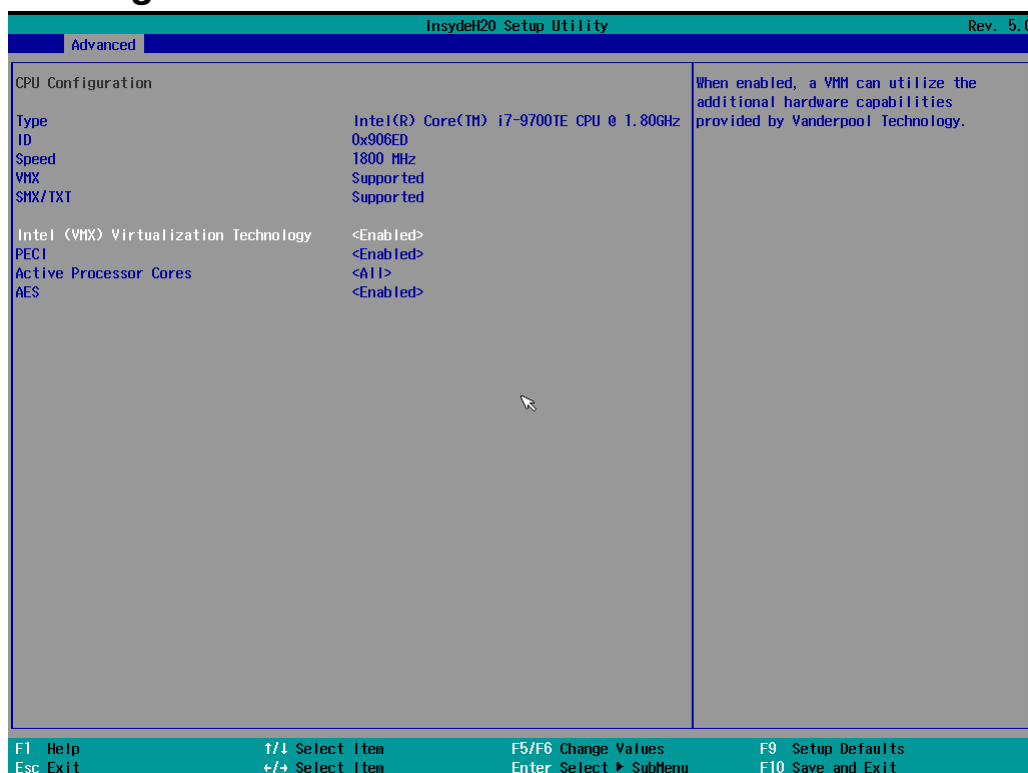 InsydeH20 Setup Utility Rev. 5.0
Advanced
CPU Configuration
Type Intel(R) Core(TM) i7-9700TE CPU @ 1.80GHz
ID 0x906ED
Speed 1800 MHz
VMX Supported
SMX/TXT Supported
Intel (VMX) Virtualization Technology <Enabled>
PECI <Enabled>
Active Processor Cores <All>
AES <Enabled>
When enabled, a VMM can utilize the
additional hardware capabilities
provided by Vanderpool Technology.
F1 Help ↑/↓ Select Item F5/F6 Change Values F9 Setup Defaults
Esc Exit ←/→ Select Item Enter Select ▶ SubMenu F10 Save and Exit